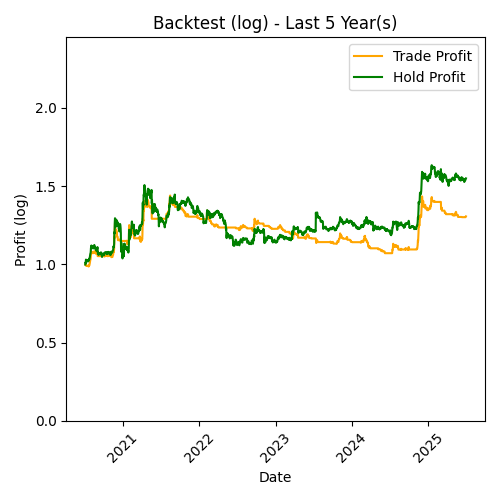 Backtest (log) - Last 5 Year(s)
Trade Profit
Hold Profit
Profit (log)
2.0
1.5
1.0
0.5
0.0
2021
2022
2023
2024
2025
Date